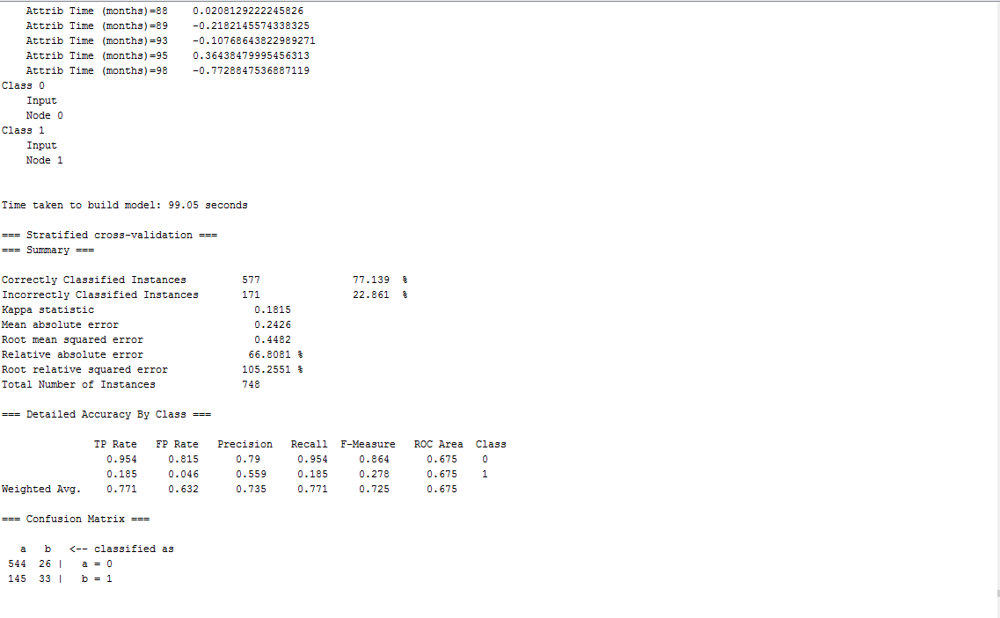 Attrib Time (months)=88    0.0208129222245826
Attrib Time (months)=89    -0.2182145574338325
Attrib Time (months)=93    -0.10768643822989271
Attrib Time (months)=95    0.36438479995456313
Attrib Time (months)=98    -0.7728847536887119
Class 0
Input
Node 0
Class 1
Input
Node 1
Time taken to build model: 99.05 seconds
=== Stratified cross-validation ===
=== Summary ===
Correctly Classified Instances         577               77.139  %
Incorrectly Classified Instances       171               22.861  %
Kappa statistic                          0.1815
Mean absolute error                      0.2426
Root mean squared error                  0.4482
Relative absolute error                 66.8081 %
Root relative squared error            105.2551 %
Total Number of Instances              748
=== Detailed Accuracy By Class ===
TP Rate   FP Rate   Precision   Recall  F-Measure   ROC Area  Class
0.954     0.815     0.79      0.954     0.864      0.675    0
0.185     0.046     0.559     0.185     0.278      0.675    1
Weighted Avg.    0.771     0.632     0.735     0.771     0.725      0.675
=== Confusion Matrix ===
a   b   <-- classified as
544  26 |   a = 0
145  33 |   b = 1